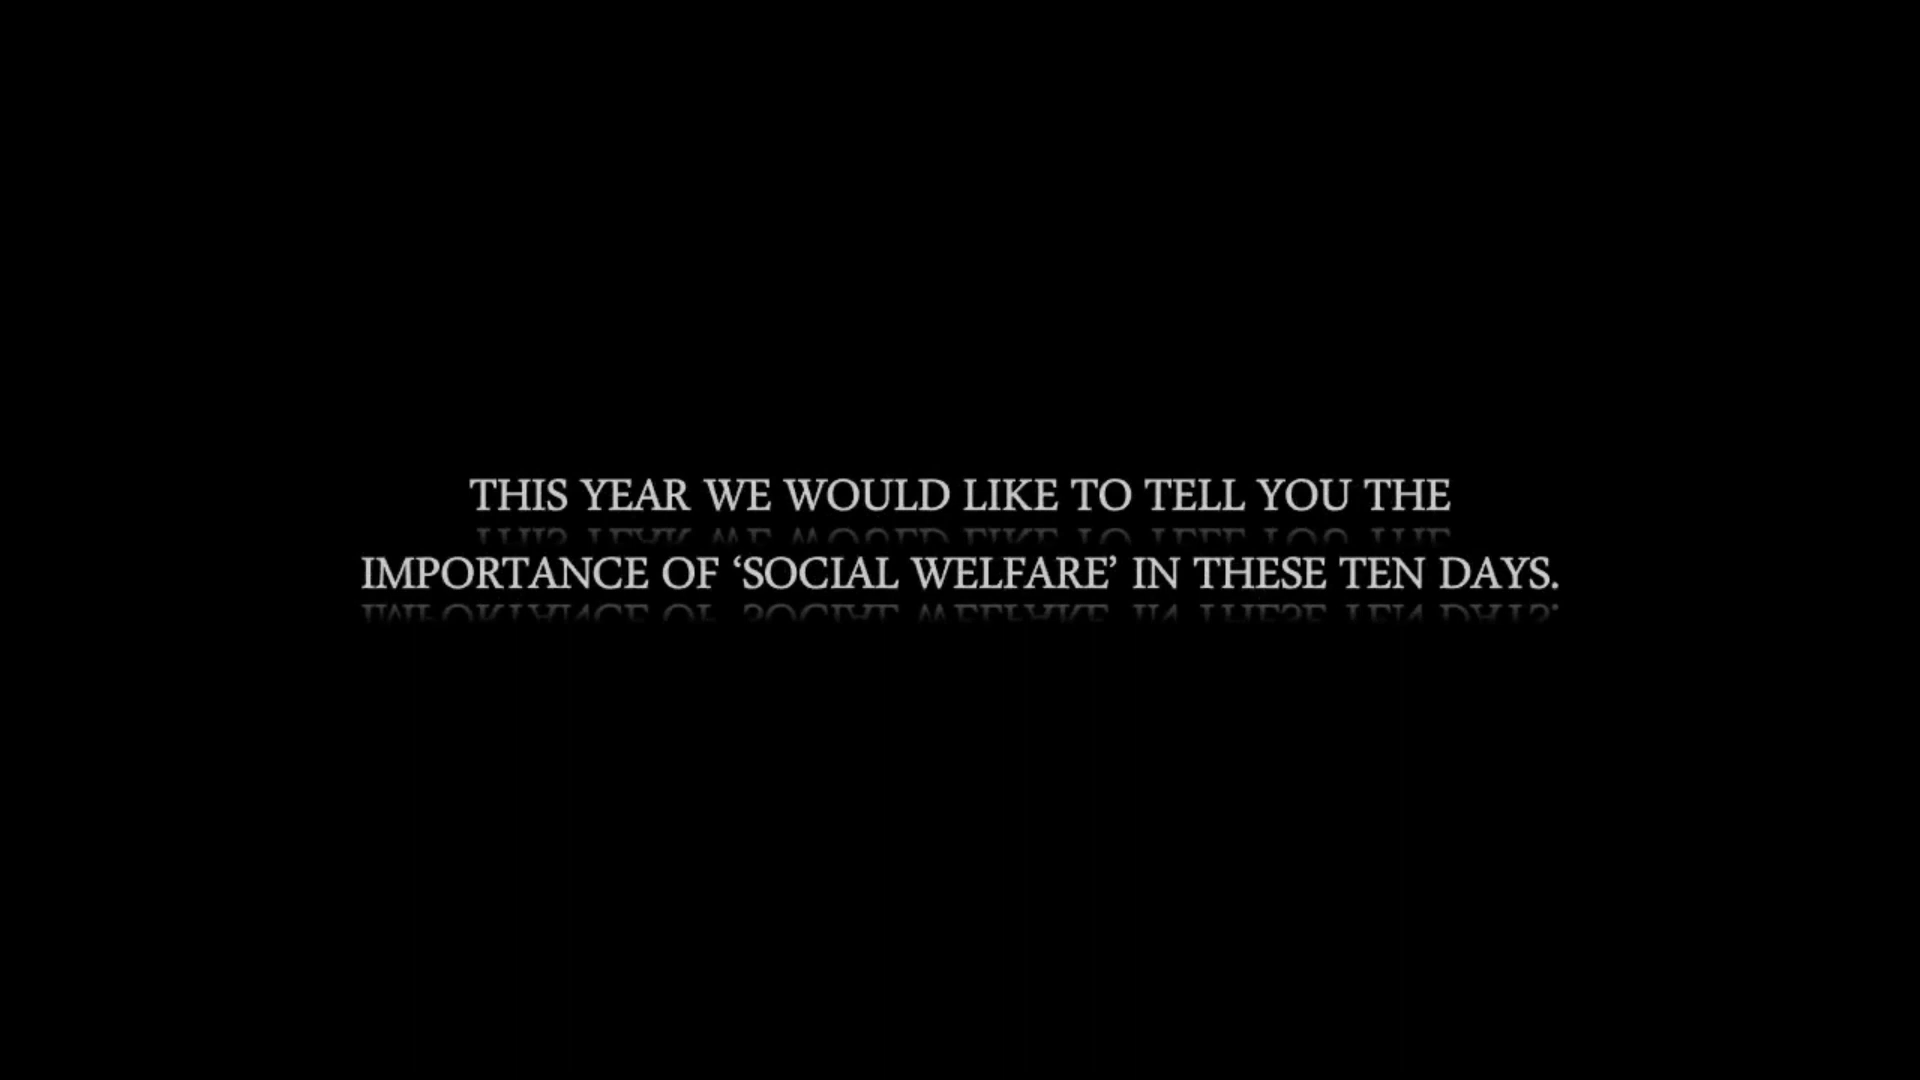 THIS YEAR WE WOULD LIKE TO TELL YOU THE
IMPORTANCE OF ‘SOCIAL WELFARE’ IN THESE TEN DAYS.